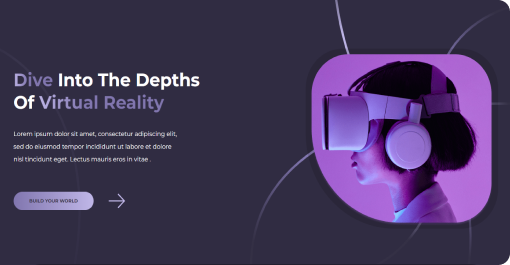 Dive Into The Depths
Of Virtual Reality
Lorem ipsum dolor sit amet, consectetur adipiscing elit,
sed do eiusmod tempor incididunt ut labore et dolore
nisl tincidunt eget. Lectus mauris eros in vitae .
BUILD YOUR WORLD